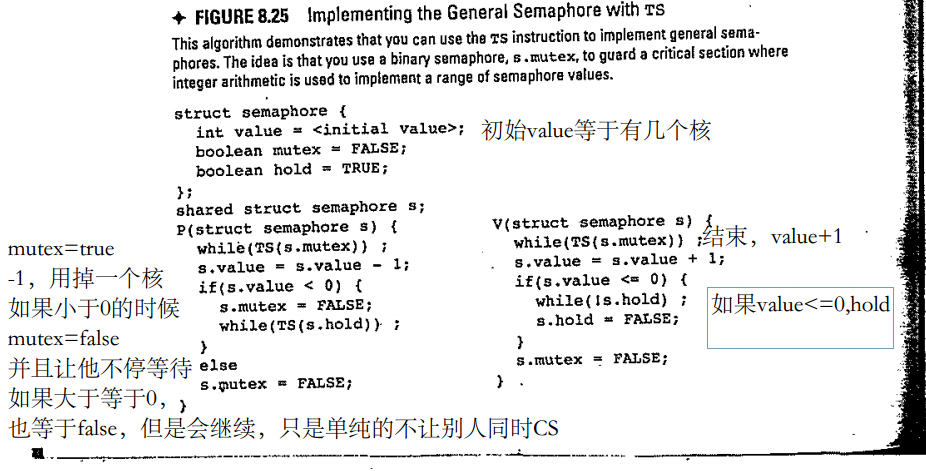 ✦ FIGURE 8.25 Implementing the General Semaphore with TS
This algorithm demonstrates that you can use the TS instruction to implement general sema-
phores. The idea is that you use a binary semaphore, s.mutex, to guard a critical section where
integer arithmetic is used to implement a range of semaphore values.
struct semaphore {
int value = <initial value>; 初始value等于有几个核
boolean mutex = FALSE;
boolean hold = TRUE;
};
shared struct semaphore s;
P(struct semaphore s) {
while(TS(s.mutex)) ;
s.value = s.value - 1;
if(s.value < 0) {
s.mutex = FALSE;
while(TS(s.hold)) ;
}
else
s.mutex = FALSE;
}
V(struct semaphore s) {
while(TS(s.mutex)) ;结束，value+1
s.value = s.value + 1;
if(s.value <= 0) {
while(!s.hold) ;
s.hold = FALSE;
}
s.mutex = FALSE;
}
如果value<=0,hold
mutex=true
-1，用掉一个核
如果小于0的时候
mutex=false
并且让他不停等待
如果大于等于0，
也等于false，但是会继续，只是单纯的不让别人同时CS